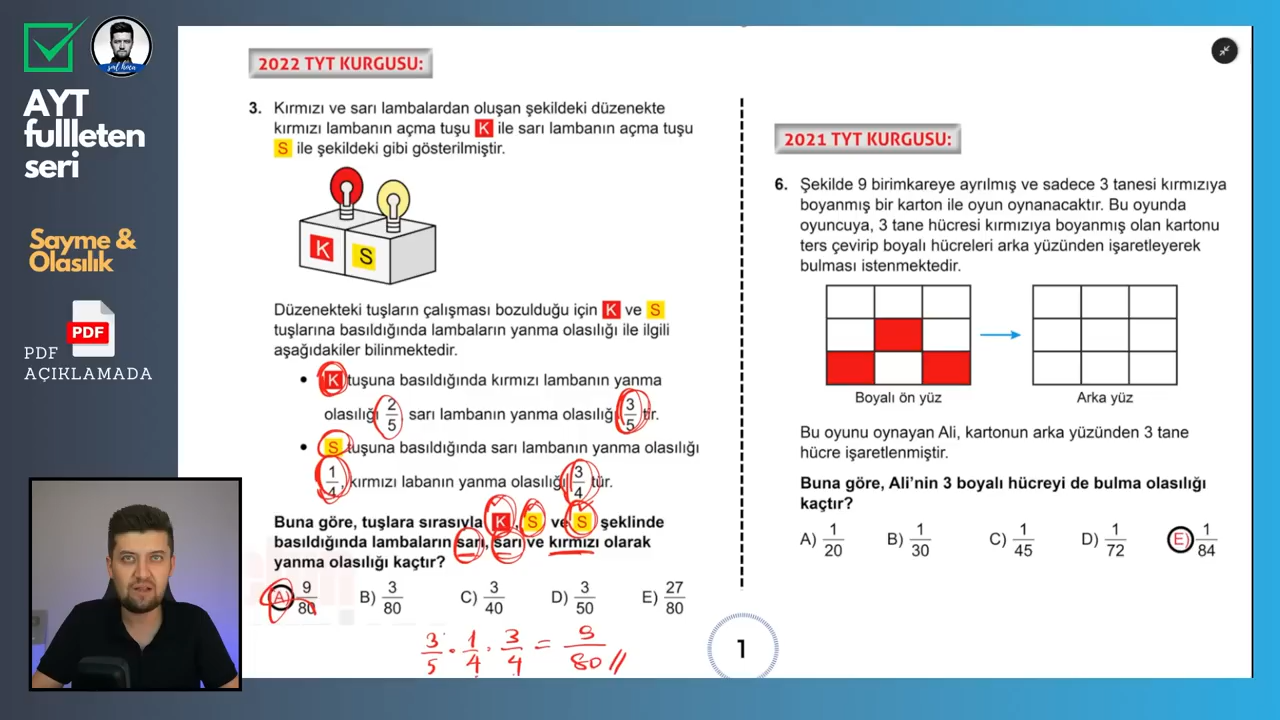 AYT
fullleten
seri
Sayme &
Olasılık
PDF
PDF
AÇIKLAMADA
2022 TYT KURGUSU:
3. Kırmızı ve sarı lambalardan oluşan şekildeki düzenekte
kırmızı lambanın açma tuşu K ile sarı lambanın açma tuşu
S ile şekildeki gibi gösterilmiştir.
K S
Düzenekteki tuşların çalışması bozulduğu için K ve S
tuşlarına basıldığında lambaların yanma olasılığı ile ilgili
aşağıdakiler bilinmektedir.
• K tuşuna basıldığında kırmızı lambanın yanma
olasılığı 2/5, sarı lambanın yanma olasılığı 3/5 tir.
• S tuşuna basıldığında sarı lambanın yanma olasılığı
1/4, kırmızı labanın yanma olasılığı 3/4 tür.
Buna göre, tuşlara sırasıyla K, S ve S şeklinde
basıldığında lambaların sarı, sarı ve kırmızı olarak
yanma olasılığı kaçtır?
A) 9/80 B) 3/80 C) 3/40 D) 3/50 E) 27/80
3/5 · 1/4 · 3/4 = 9/80 //
2021 TYT KURGUSU:
6. Şekilde 9 birimkareye ayrılmış ve sadece 3 tanesi kırmızıya
boyanmış bir karton ile oyun oynanacaktır. Bu oyunda
oyuncuya, 3 tane hücresi kırmızıya boyanmış olan kartonu
ters çevirip boyalı hücreleri arka yüzünden işaretleyerek
bulması istenmektedir.
Boyalı ön yüz Arka yüz
Bu oyunu oynayan Ali, kartonun arka yüzünden 3 tane
hücre işaretlenmiştir.
Buna göre, Ali'nin 3 boyalı hücreyi de bulma olasılığı
kaçtır?
A) 1/20 B) 1/30 C) 1/45 D) 1/72 E) 1/84
1